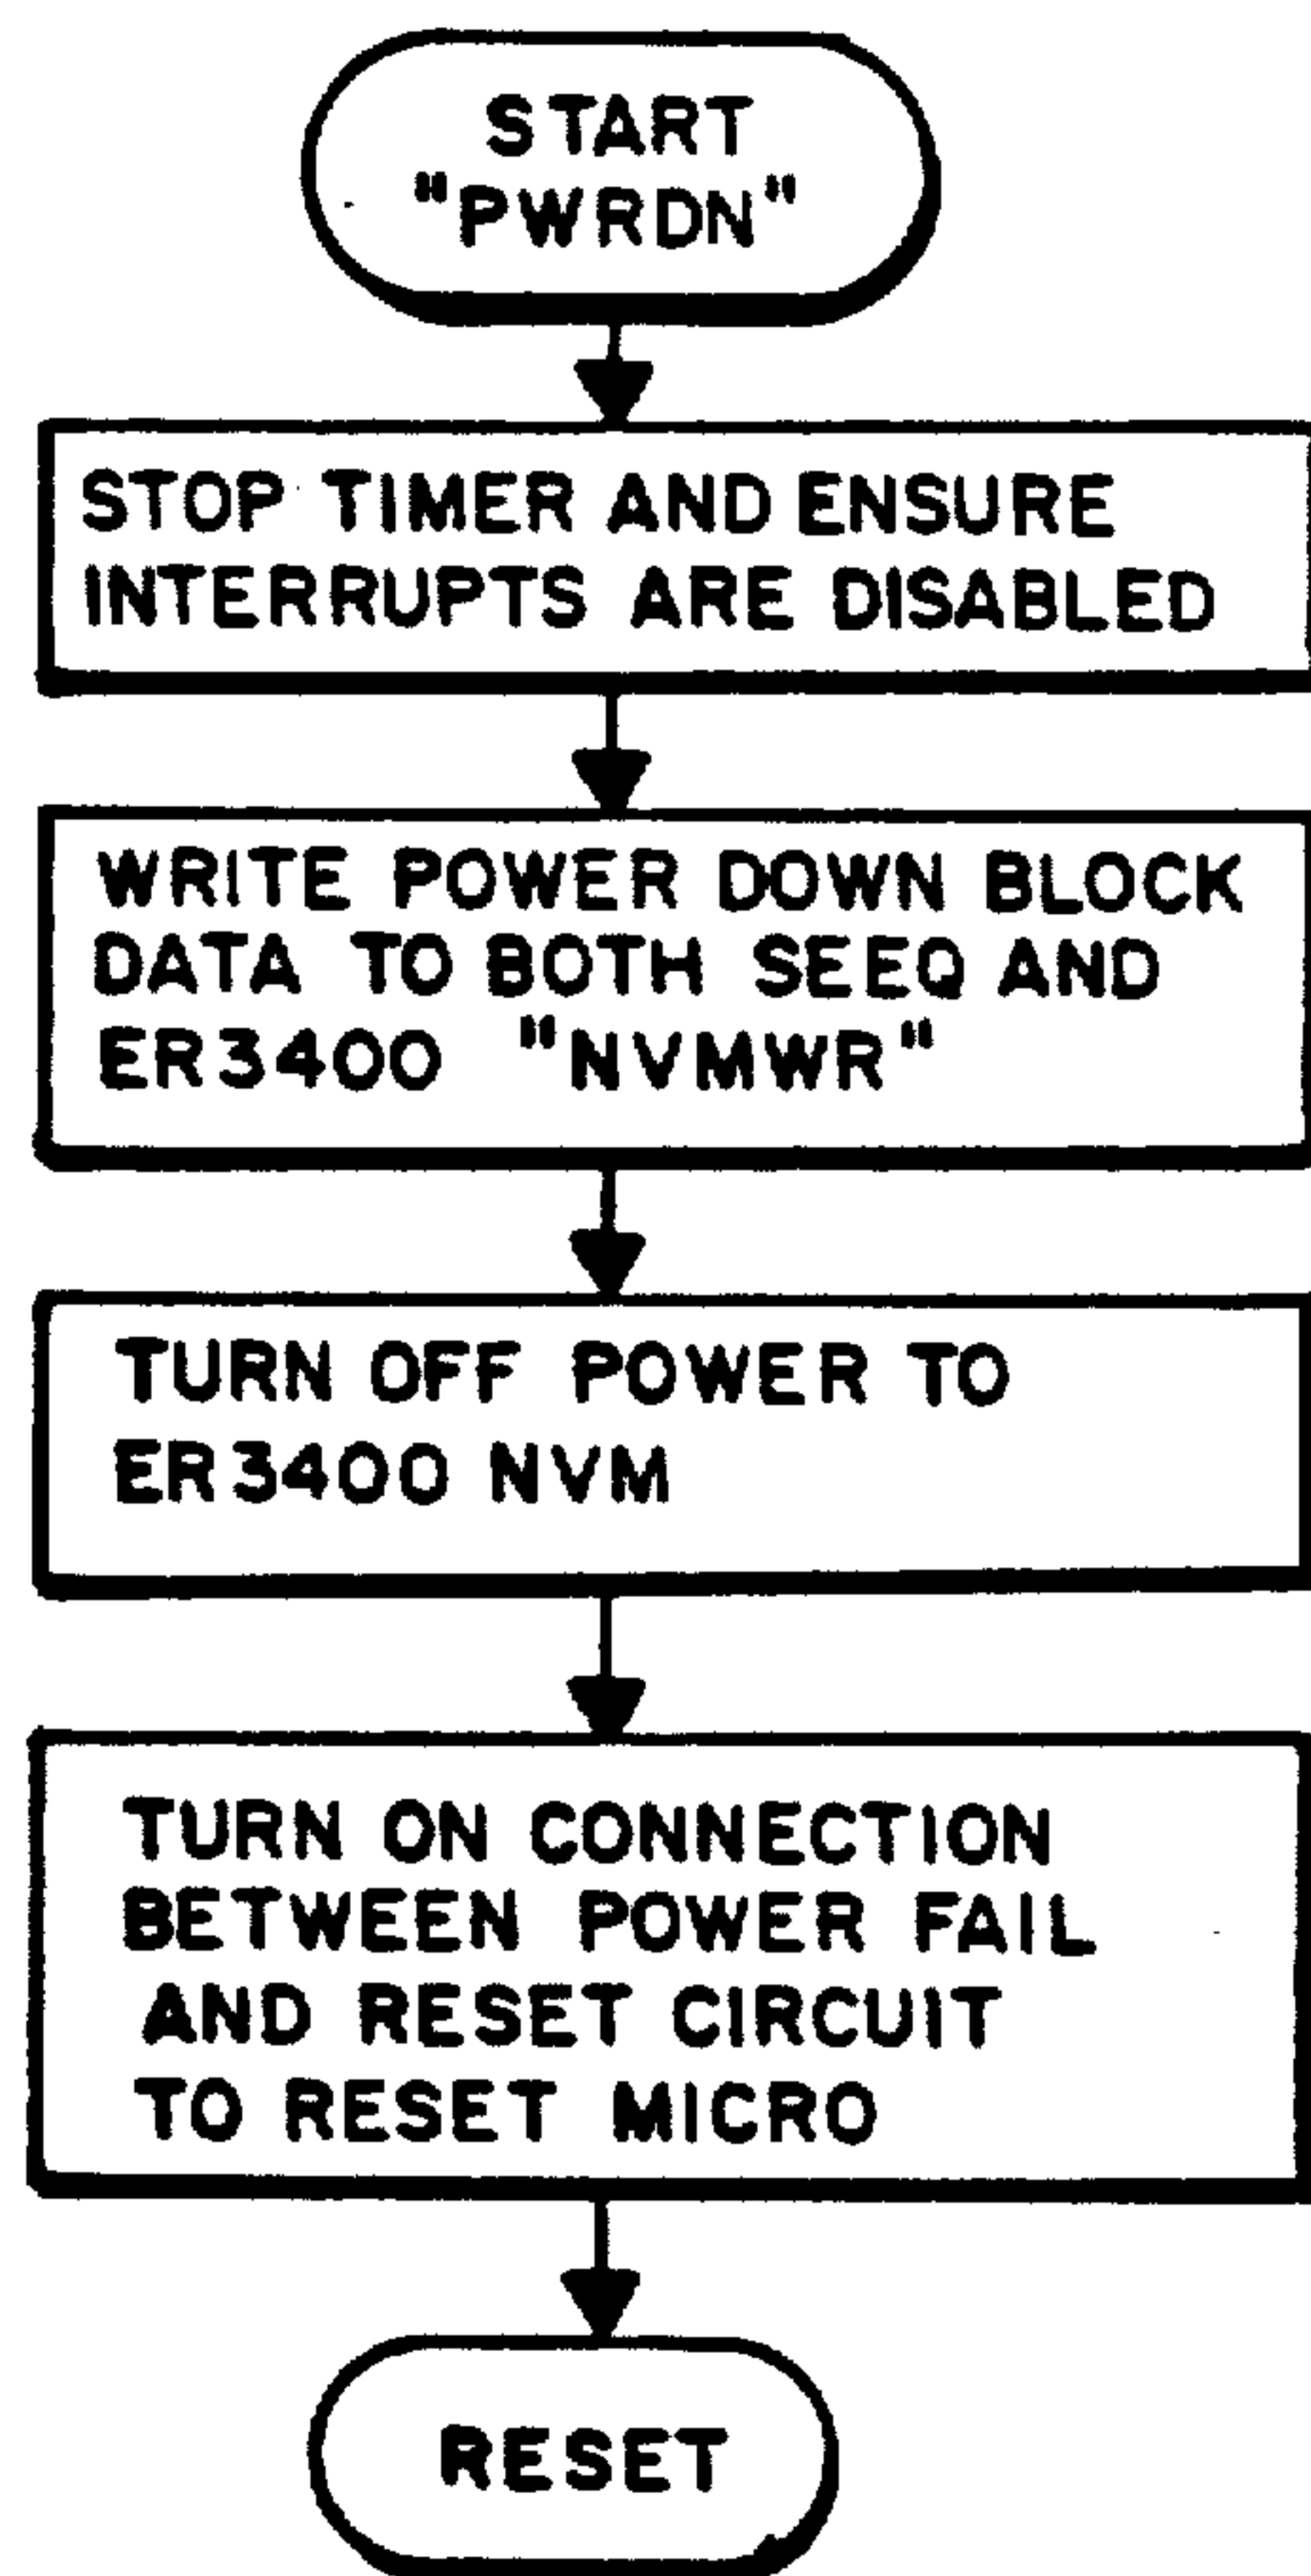 START
"PWRDN"
STOP TIMER AND ENSURE
INTERRUPTS ARE DISABLED
WRITE POWER DOWN BLOCK
DATA TO BOTH SEEQ AND
ER3400 "NVMWR"
TURN OFF POWER TO
ER3400 NVM
TURN ON CONNECTION
BETWEEN POWER FAIL
AND RESET CIRCUIT
TO RESET MICRO
RESET